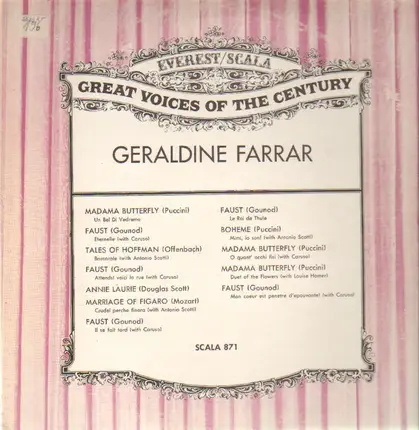 EVEREST/SCALA
GREAT VOICES OF THE CENTURY
GERALDINE FARRAR
MADAMA BUTTERFLY (Puccini)
Un Bel Di Vedremo
FAUST (Gounod)
Eternelle (with Caruso)
TALES OF HOFFMAN (Offenbach)
Barcarole (with Antonio Scotti)
FAUST (Gounod)
Attends! voici la rue (with Caruso)
ANNIE LAURIE (Douglas Scott)
MARRIAGE OF FIGARO (Mozart)
Crudel perche finora (with Antonio Scotti)
FAUST (Gounod)
Il se fait tard (with Caruso)
FAUST (Gounod)
Le Roi de Thule
BOHEME (Puccini)
Mimi, io son! (with Antonio Scotti)
MADAMA BUTTERFLY (Puccini)
O quant' occhi fisi (with Caruso)
MADAMA BUTTERFLY (Puccini)
Duet of the Flowers (with Louise Homer)
FAUST (Gounod)
Mon coeur est penetre d'epouvante! (with Caruso)
SCALA 871